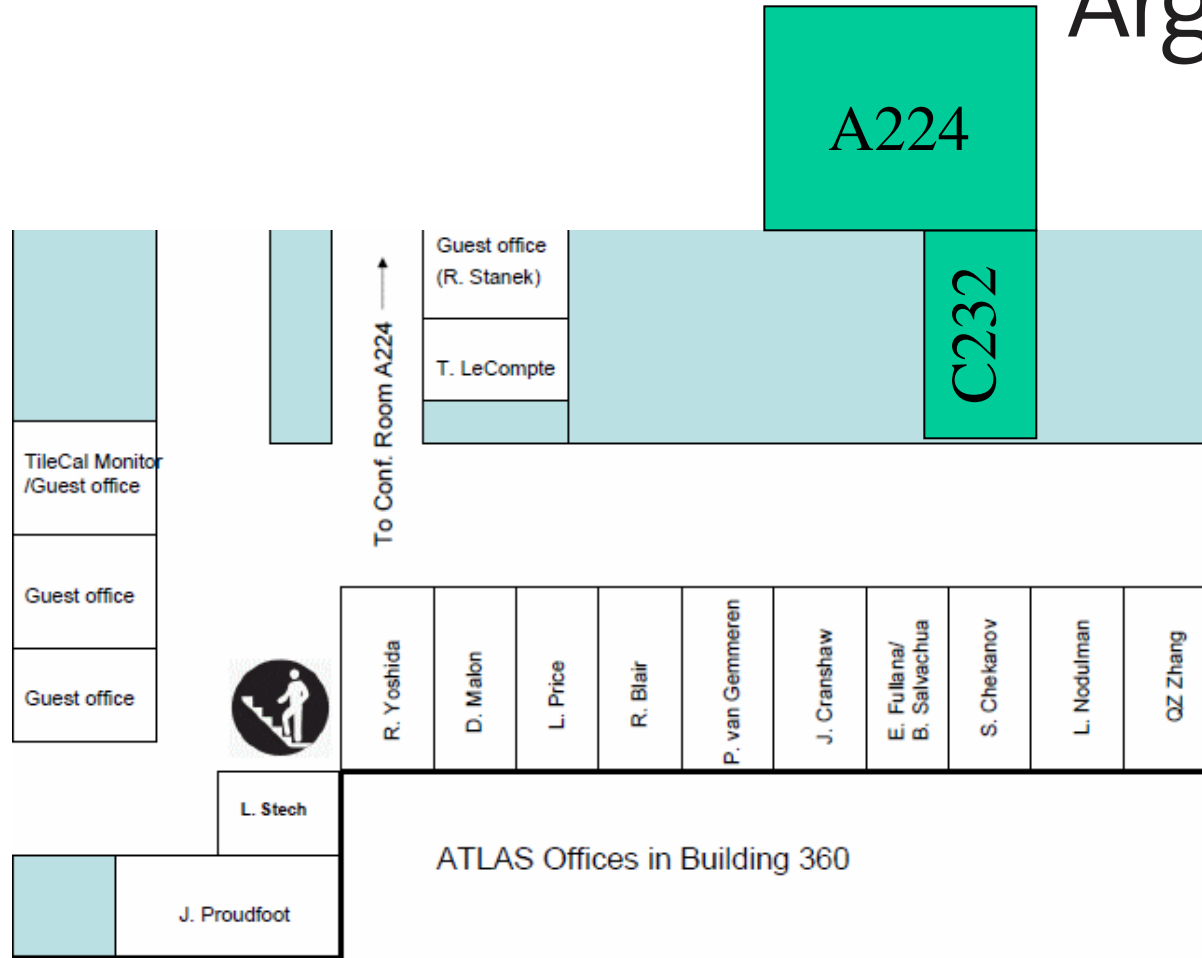 Arg
A224
Guest office
(R. Stanek)
To Conf. Room A224
C232
T. LeCompte
TileCal Monitor
/Guest office
Guest office
Guest office
R. Yoshida
D. Malon
L. Price
R. Blair
P. van Gemmeren
J. Cranshaw
E. Fullana/
B. Salvachua
S. Chekanov
L. Nodulman
QZ Zhang
L. Stech
ATLAS Offices in Building 360
J. Proudfoot